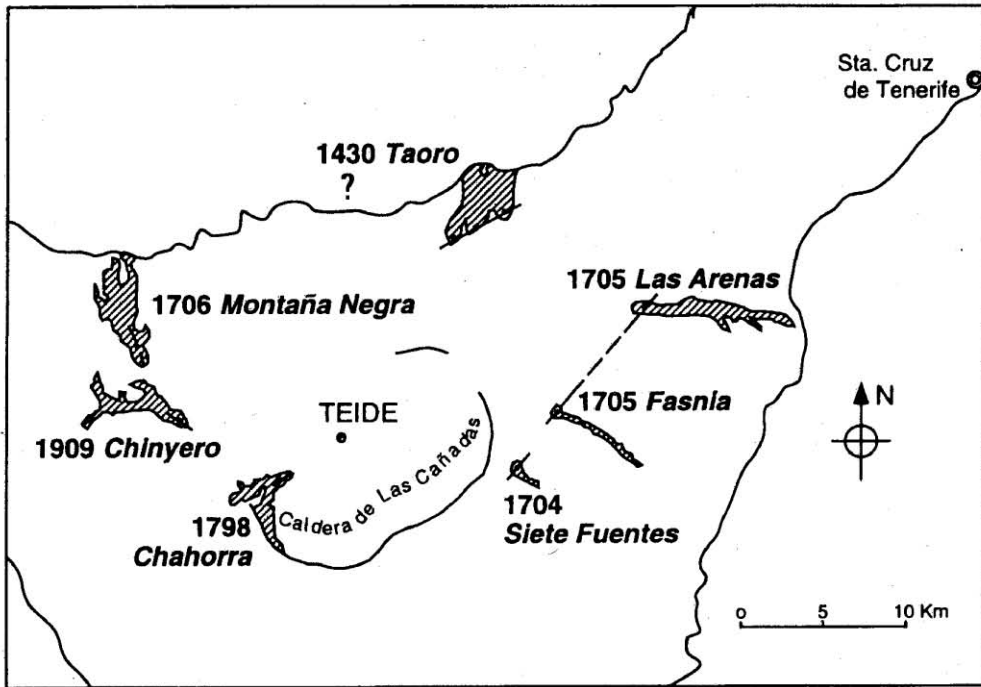 Sta. Cruz
de Tenerife
1430 Taoro
?
1705 Las Arenas
1706 Montaña Negra
N
TEIDE
1705 Fasnia
1909 Chinyero
Caldera de Las Cañadas
1704
Siete Fuentes
1798
Chahorra
0 5 10 Km